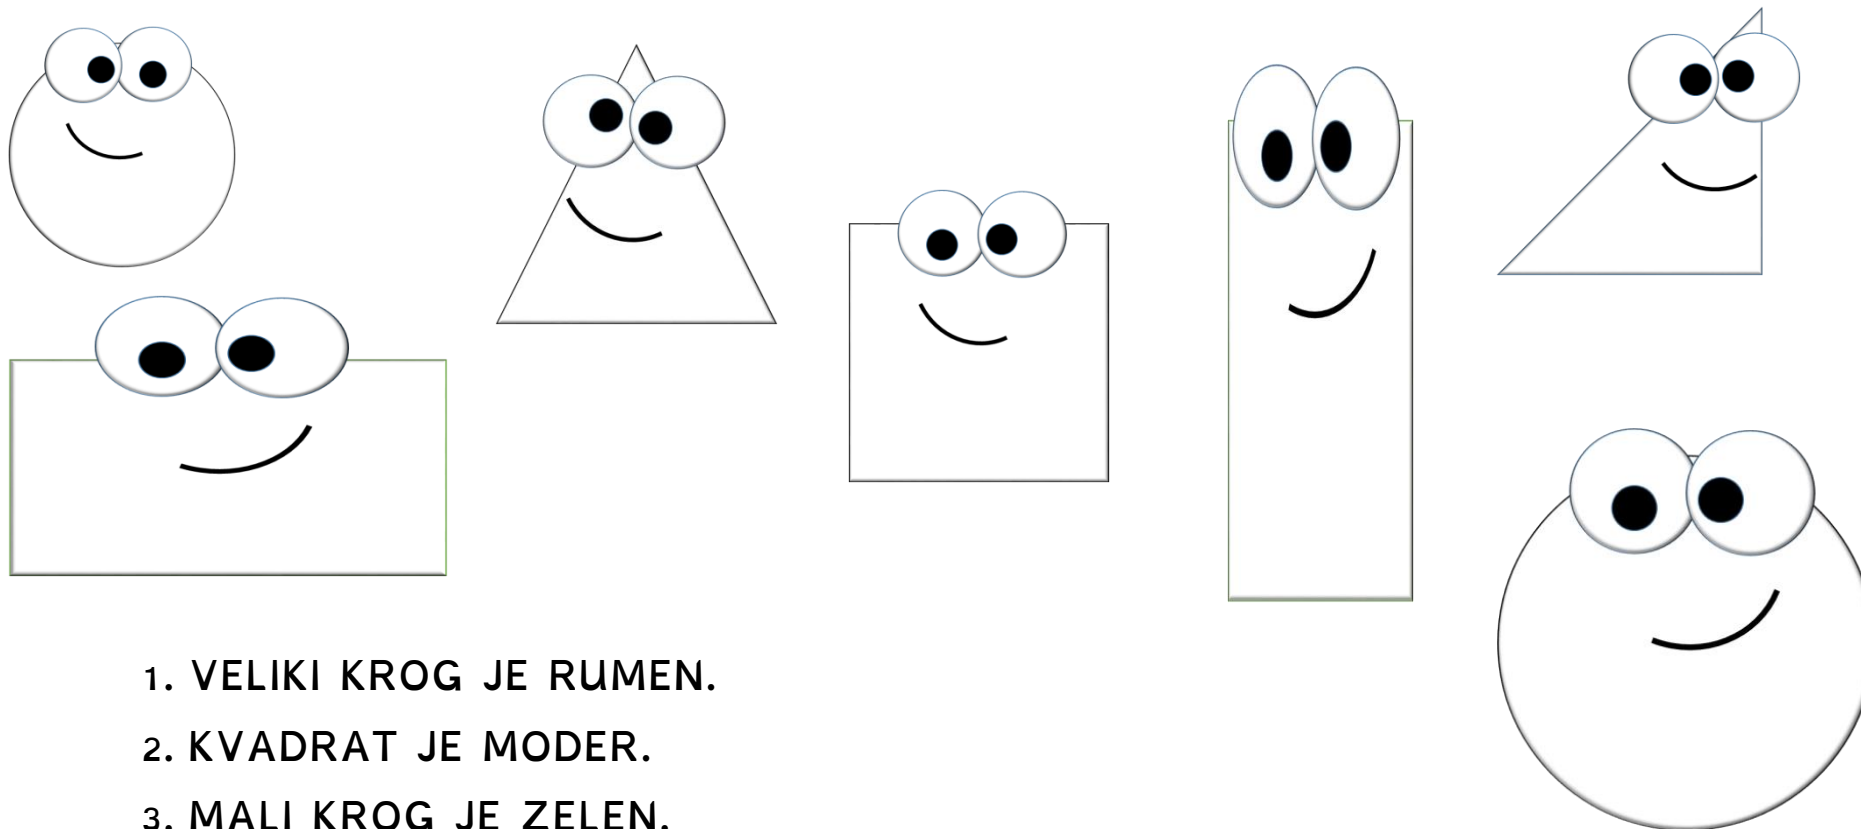 1. VELIKI KROG JE RUMEN.
2. KVADRAT JE MODER.
3. MALI KROG JE ZELEN.